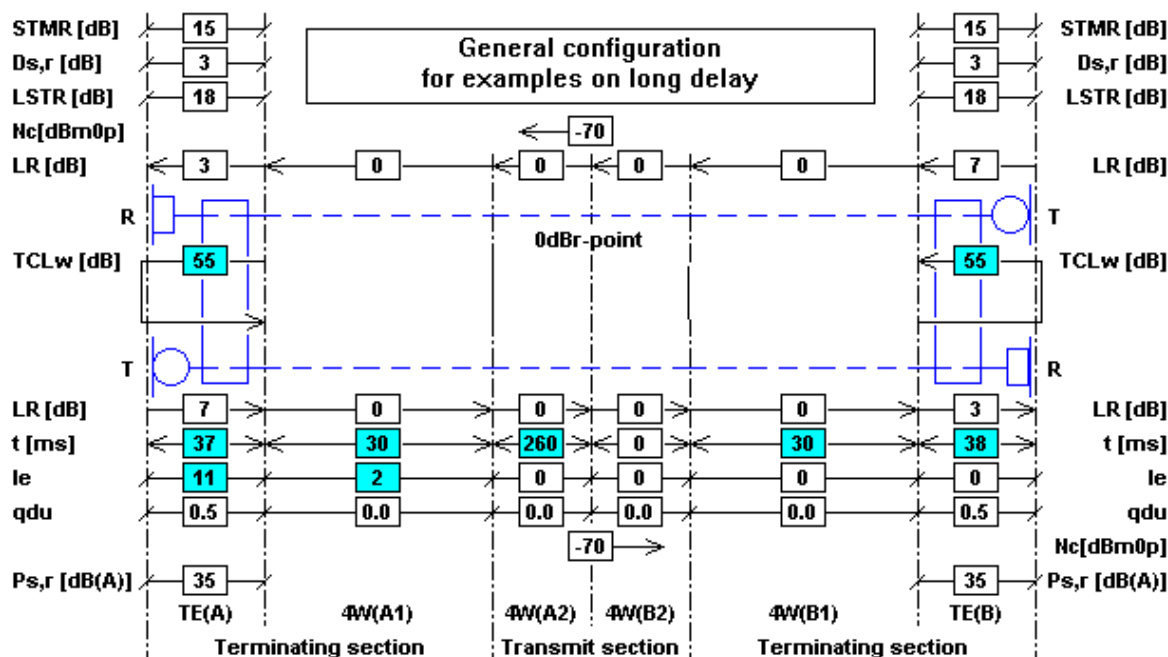 STMR [dB] 15 15 STMR [dB]
General configuration
for examples on long delay
Ds,r [dB] 3 3 Ds,r [dB]
LSTR [dB] 18 18 LSTR [dB]
Nc[dBm0p] -70
LR [dB] 3 0 0 0 0 7 LR [dB]
R T
0dBr-point
TCLw [dB] 55 55 TCLw [dB]
T R
LR [dB] 7 0 0 0 0 3 LR [dB]
t [ms] 37 30 260 0 30 38 t [ms]
Ie 11 2 0 0 0 0 Ie
qdu 0.5 0.0 0.0 0.0 0.0 0.5 qdu
-70 Nc[dBm0p]
Ps,r [dB(A)] 35 35 Ps,r [dB(A)]
TE(A) 4W(A1) 4W(A2) 4W(B2) 4W(B1) TE(B)
Terminating section Transmit section Terminating section